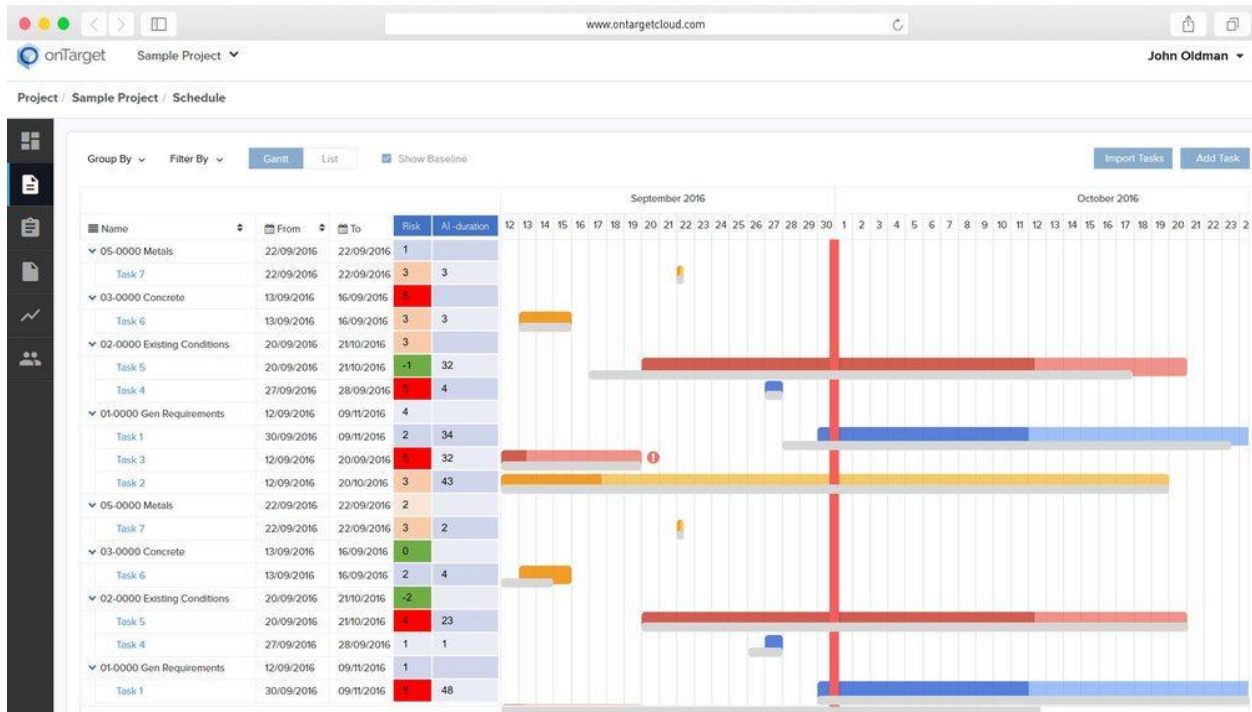 www.ontargetcloud.com
onTarget Sample Project John Oldman
Project / Sample Project / Schedule
Group By Filter By Gantt List Show Baseline Import Tasks Add Task
September 2016 October 2016
Name From To Risk AI -duration 12 13 14 15 16 17 18 19 20 21 22 23 24 25 26 27 28 29 30 1 2 3 4 5 6 7 8 9 10 11 12 13 14 15 16 17 18 19 20 21 22 23 2
05-0000 Metals 22/09/2016 22/09/2016 1
Task 7 22/09/2016 22/09/2016 3 3
03-0000 Concrete 13/09/2016 16/09/2016
Task 6 13/09/2016 16/09/2016 3 3
02-0000 Existing Conditions 20/09/2016 21/10/2016 3
Task 5 20/09/2016 21/10/2016 -1 32
Task 4 27/09/2016 28/09/2016 5 4
01-0000 Gen Requirements 12/09/2016 09/11/2016 4
Task 1 30/09/2016 09/11/2016 2 34
Task 3 12/09/2016 20/09/2016 5 32
Task 2 12/09/2016 20/10/2016 3 43
05-0000 Metals 22/09/2016 22/09/2016 2
Task 7 22/09/2016 22/09/2016 3 2
03-0000 Concrete 13/09/2016 16/09/2016 0
Task 6 13/09/2016 16/09/2016 2 4
02-0000 Existing Conditions 20/09/2016 21/10/2016 -2
Task 5 20/09/2016 21/10/2016 4 23
Task 4 27/09/2016 28/09/2016 1 1
01-0000 Gen Requirements 12/09/2016 09/11/2016 1
Task 1 30/09/2016 09/11/2016 5 48